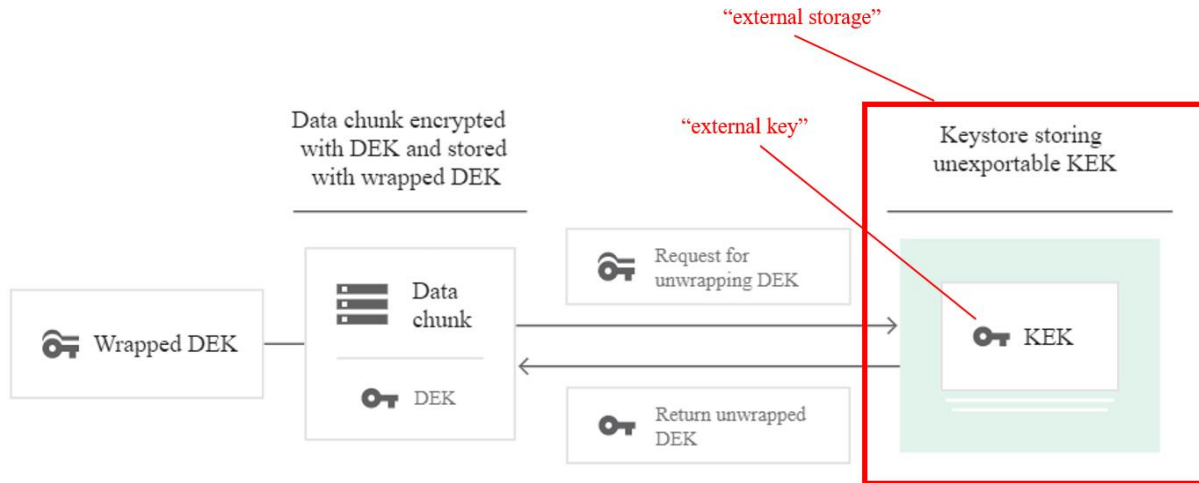 “external storage”
“external key”
Data chunk encrypted
with DEK and stored
with wrapped DEK
Keystore storing
unexportable KEK
Wrapped DEK
Data
chunk
DEK
Request for
unwrapping DEK
Return unwrapped
DEK
KEK